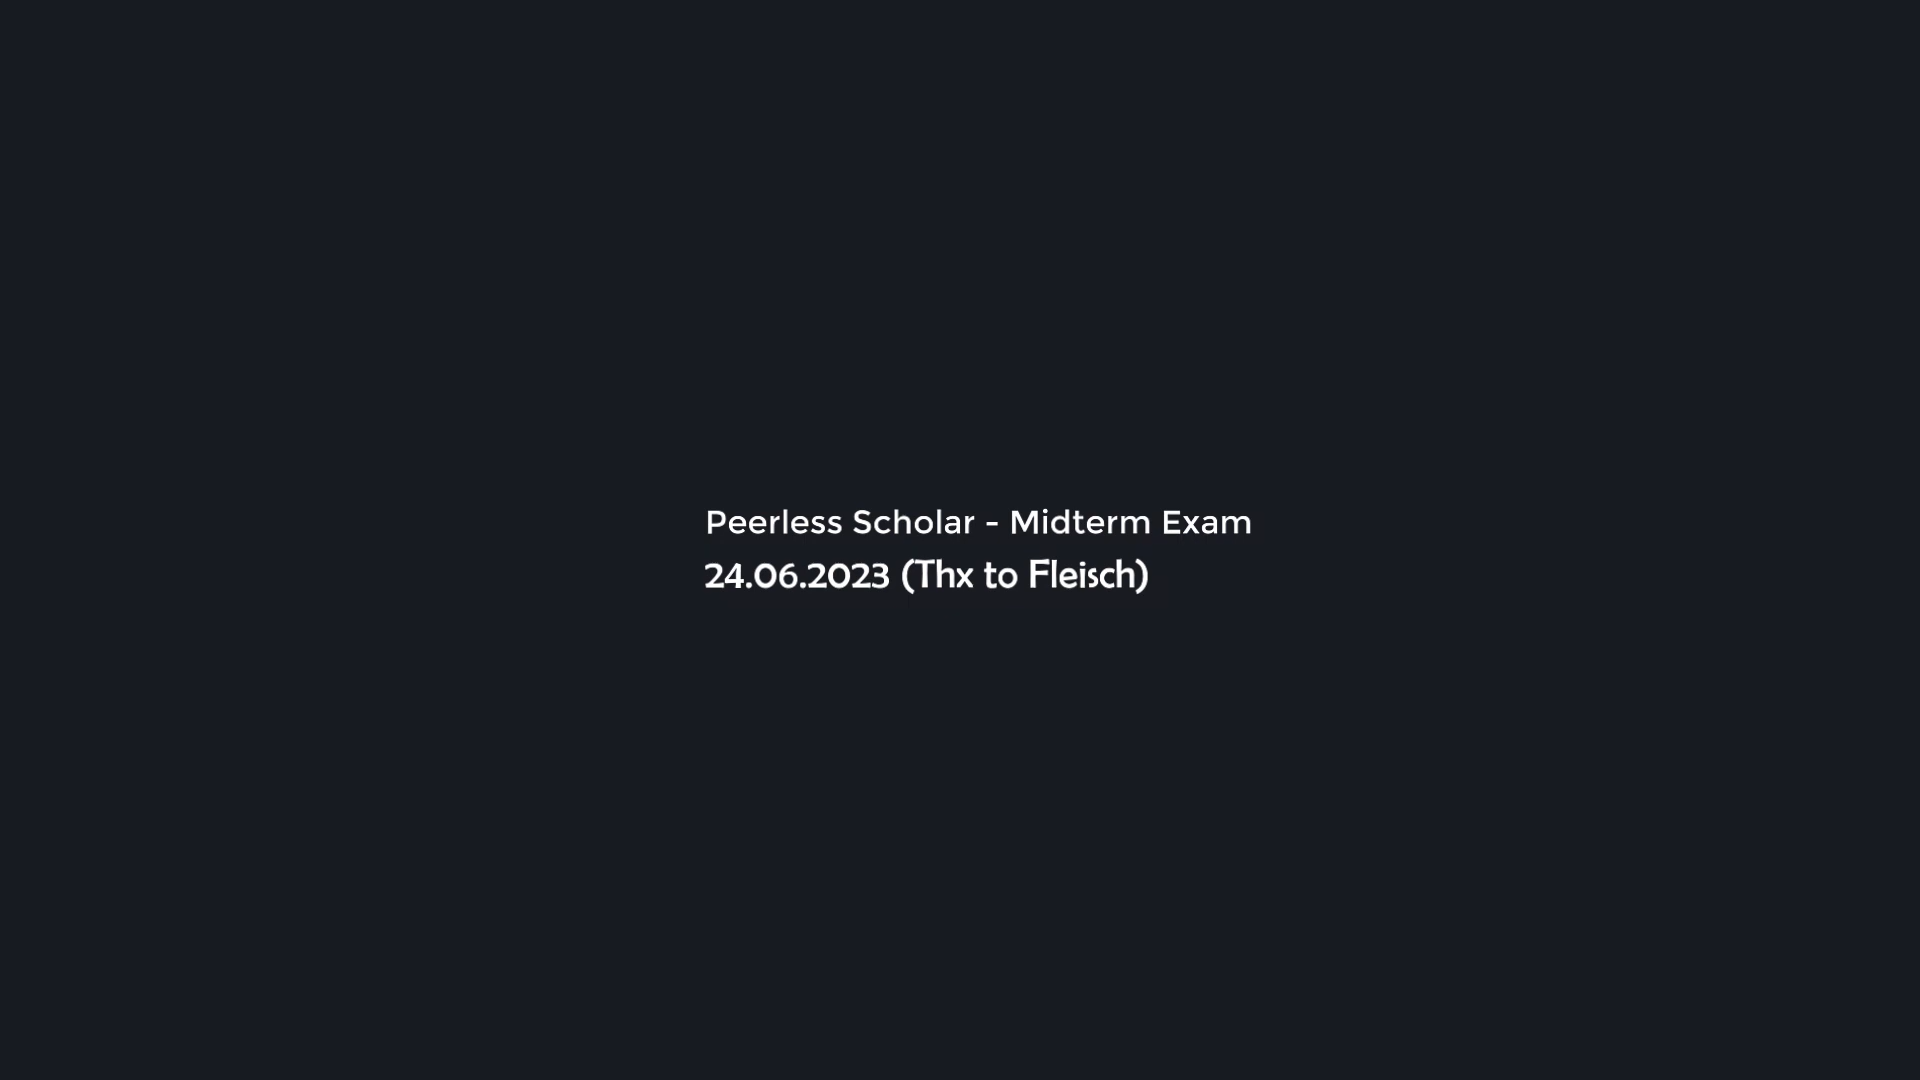 Peerless Scholar - Midterm Exam
24.06.2023 (Thx to Fleisch)